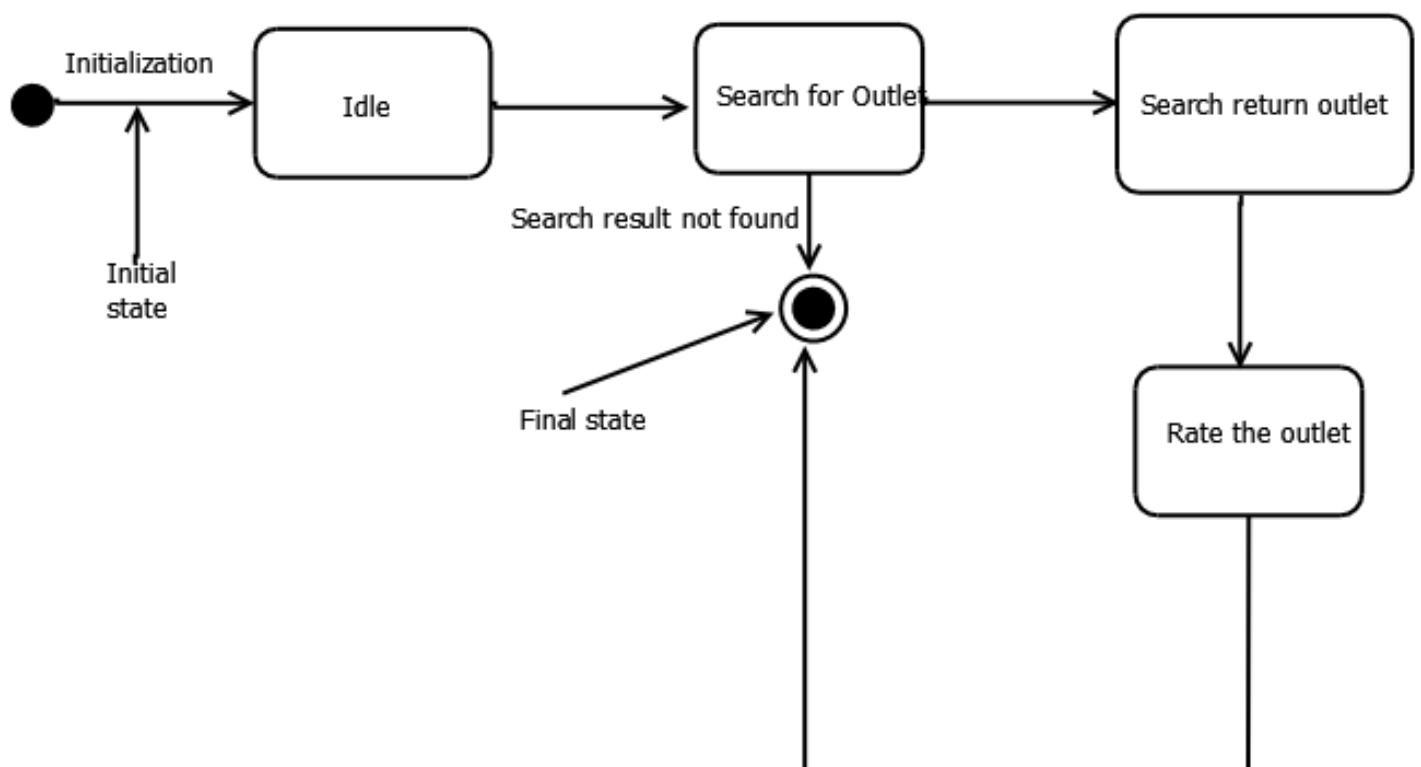 Initialization
Idle
Search for Outlet
Search return outlet
Search result not found
Initial
state
Final state
Rate the outlet